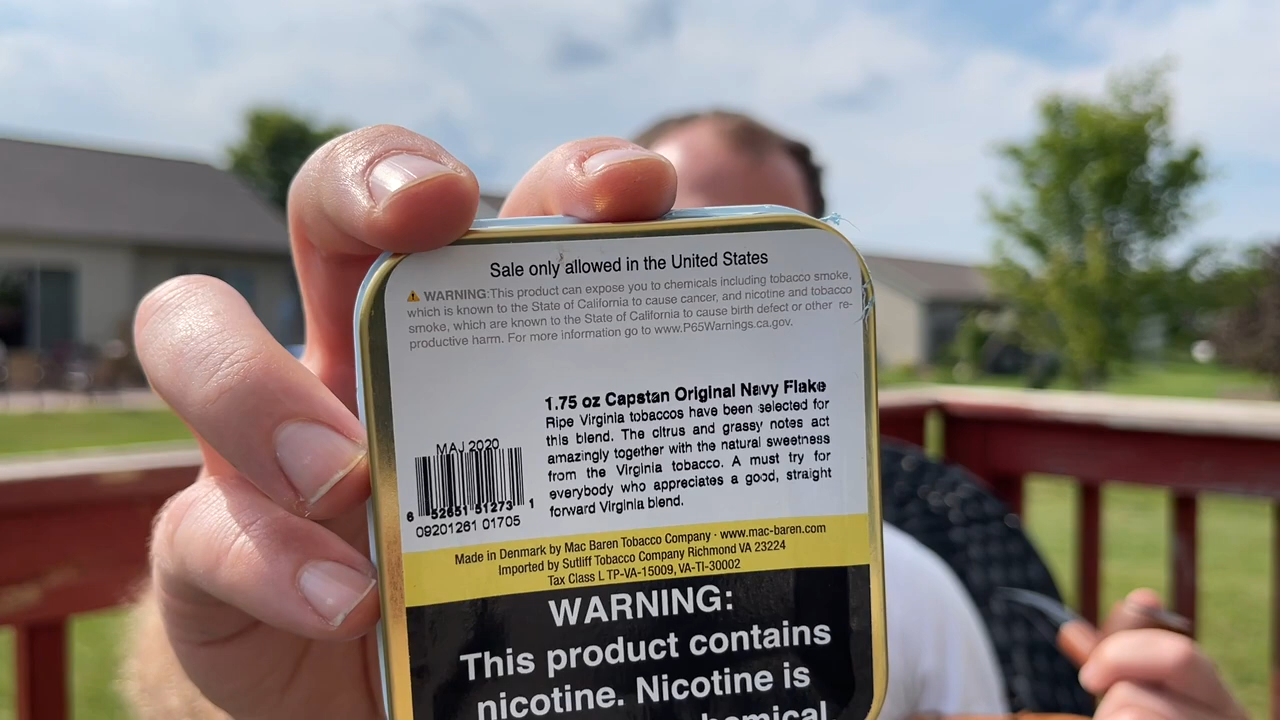 Sale only allowed in the United States
⚠ WARNING:This product can expose you to chemicals including tobacco smoke,
which is known to the State of California to cause cancer, and nicotine and tobacco
smoke, which are known to the State of California to cause birth defect or other re-
productive harm. For more information go to www.P65Warnings.ca.gov.
1.75 oz Capstan Original Navy Flake
Ripe Virginia tobaccos have been selected for
this blend. The citrus and grassy notes act
amazingly together with the natural sweetness
from the Virginia tobacco. A must try for
everybody who appreciates a good, straight
forward Virginia blend.
MAJ 2020
6 52651 51273 1
09201261 01705
Made in Denmark by Mac Baren Tobacco Company · www.mac-baren.com
Imported by Sutliff Tobacco Company Richmond VA 23224
Tax Class L TP-VA-15009, VA-TI-30002
WARNING:
This product contains
nicotine. Nicotine is